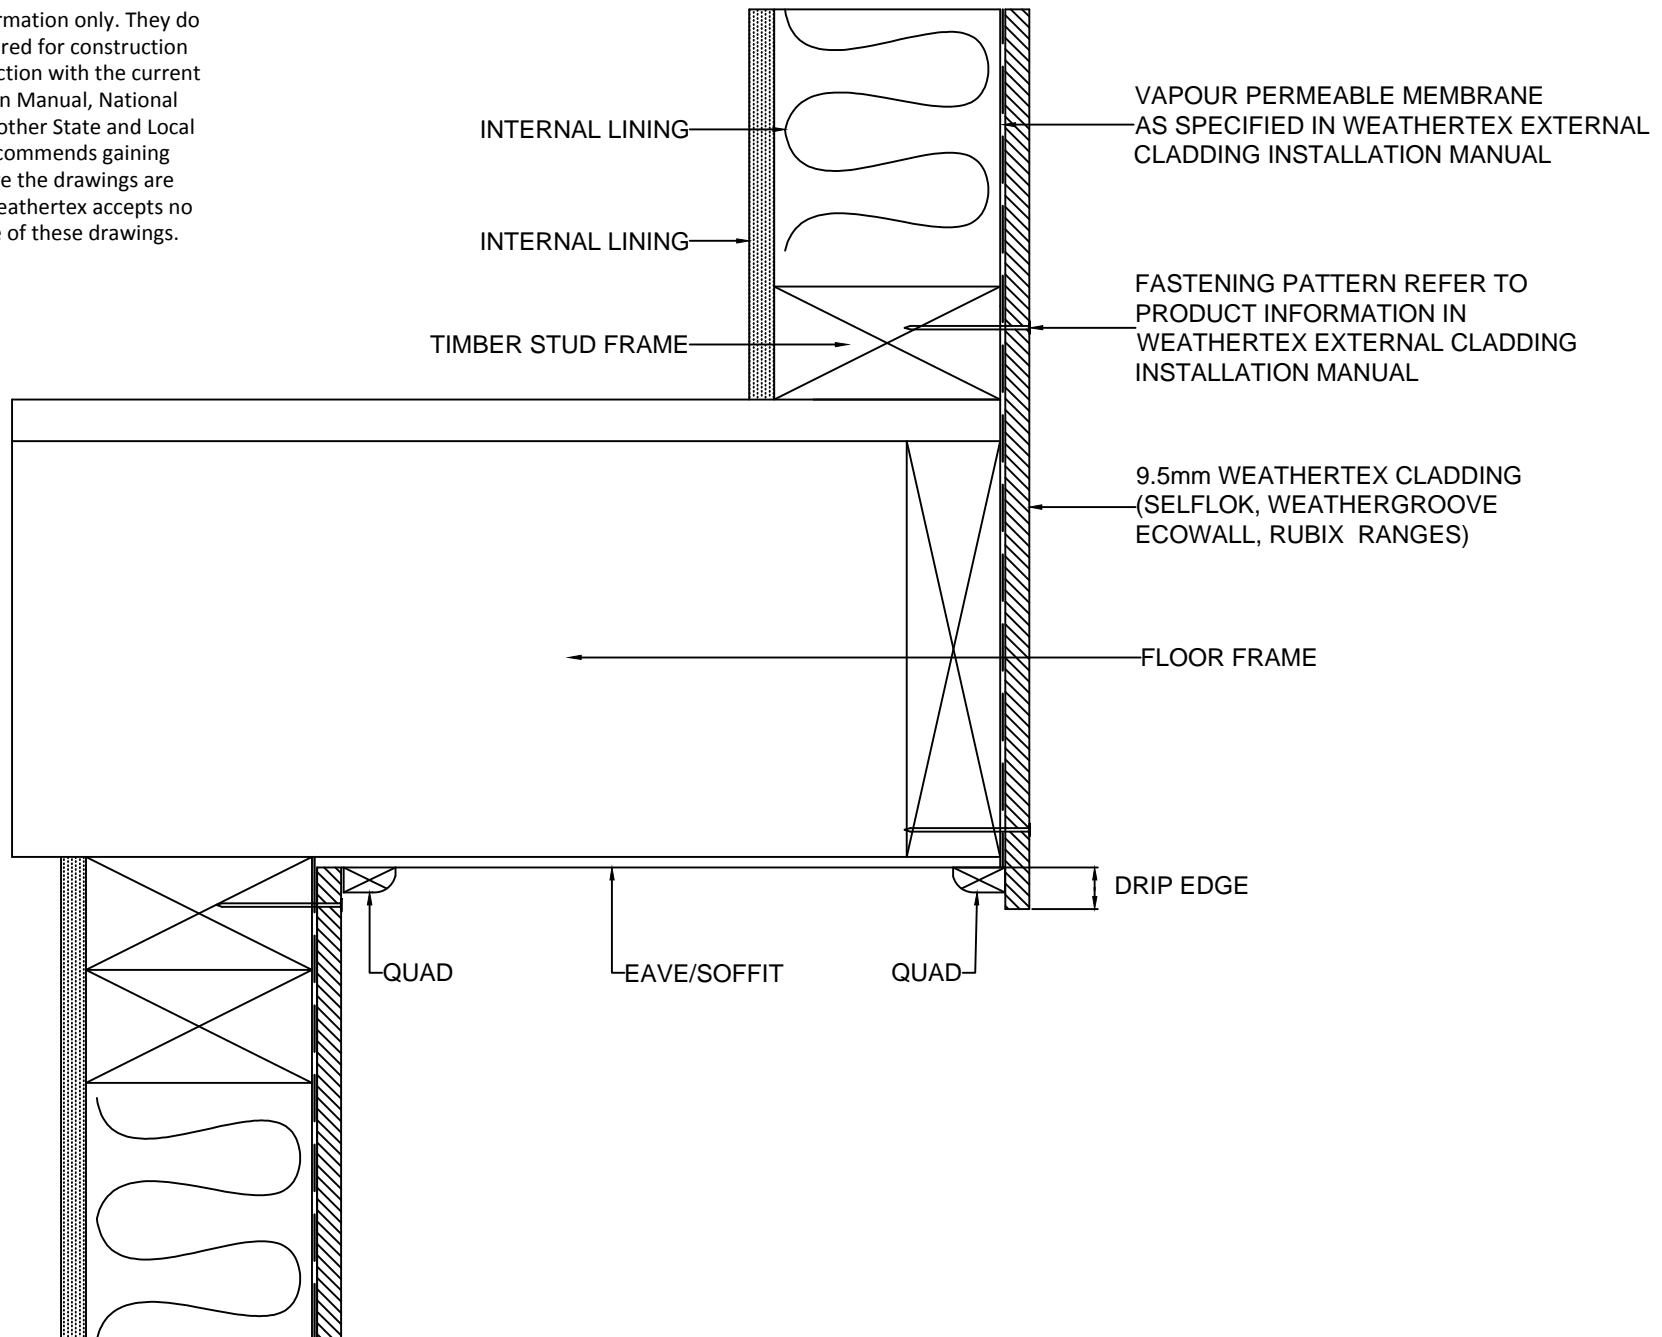 rmation only. They do
red for construction
ction with the current
n Manual, National
other State and Local
commends gaining
e the drawings are
eathertex accepts no
e of these drawings.
INTERNAL LINING
INTERNAL LINING
TIMBER STUD FRAME
VAPOUR PERMEABLE MEMBRANE
AS SPECIFIED IN WEATHERTEX EXTERNAL
CLADDING INSTALLATION MANUAL
FASTENING PATTERN REFER TO
PRODUCT INFORMATION IN
WEATHERTEX EXTERNAL CLADDING
INSTALLATION MANUAL
9.5mm WEATHERTEX CLADDING
(SELFLOK, WEATHERGROOVE
ECOWALL, RUBIX RANGES)
FLOOR FRAME
DRIP EDGE
QUAD
EAVE/SOFFIT
QUAD